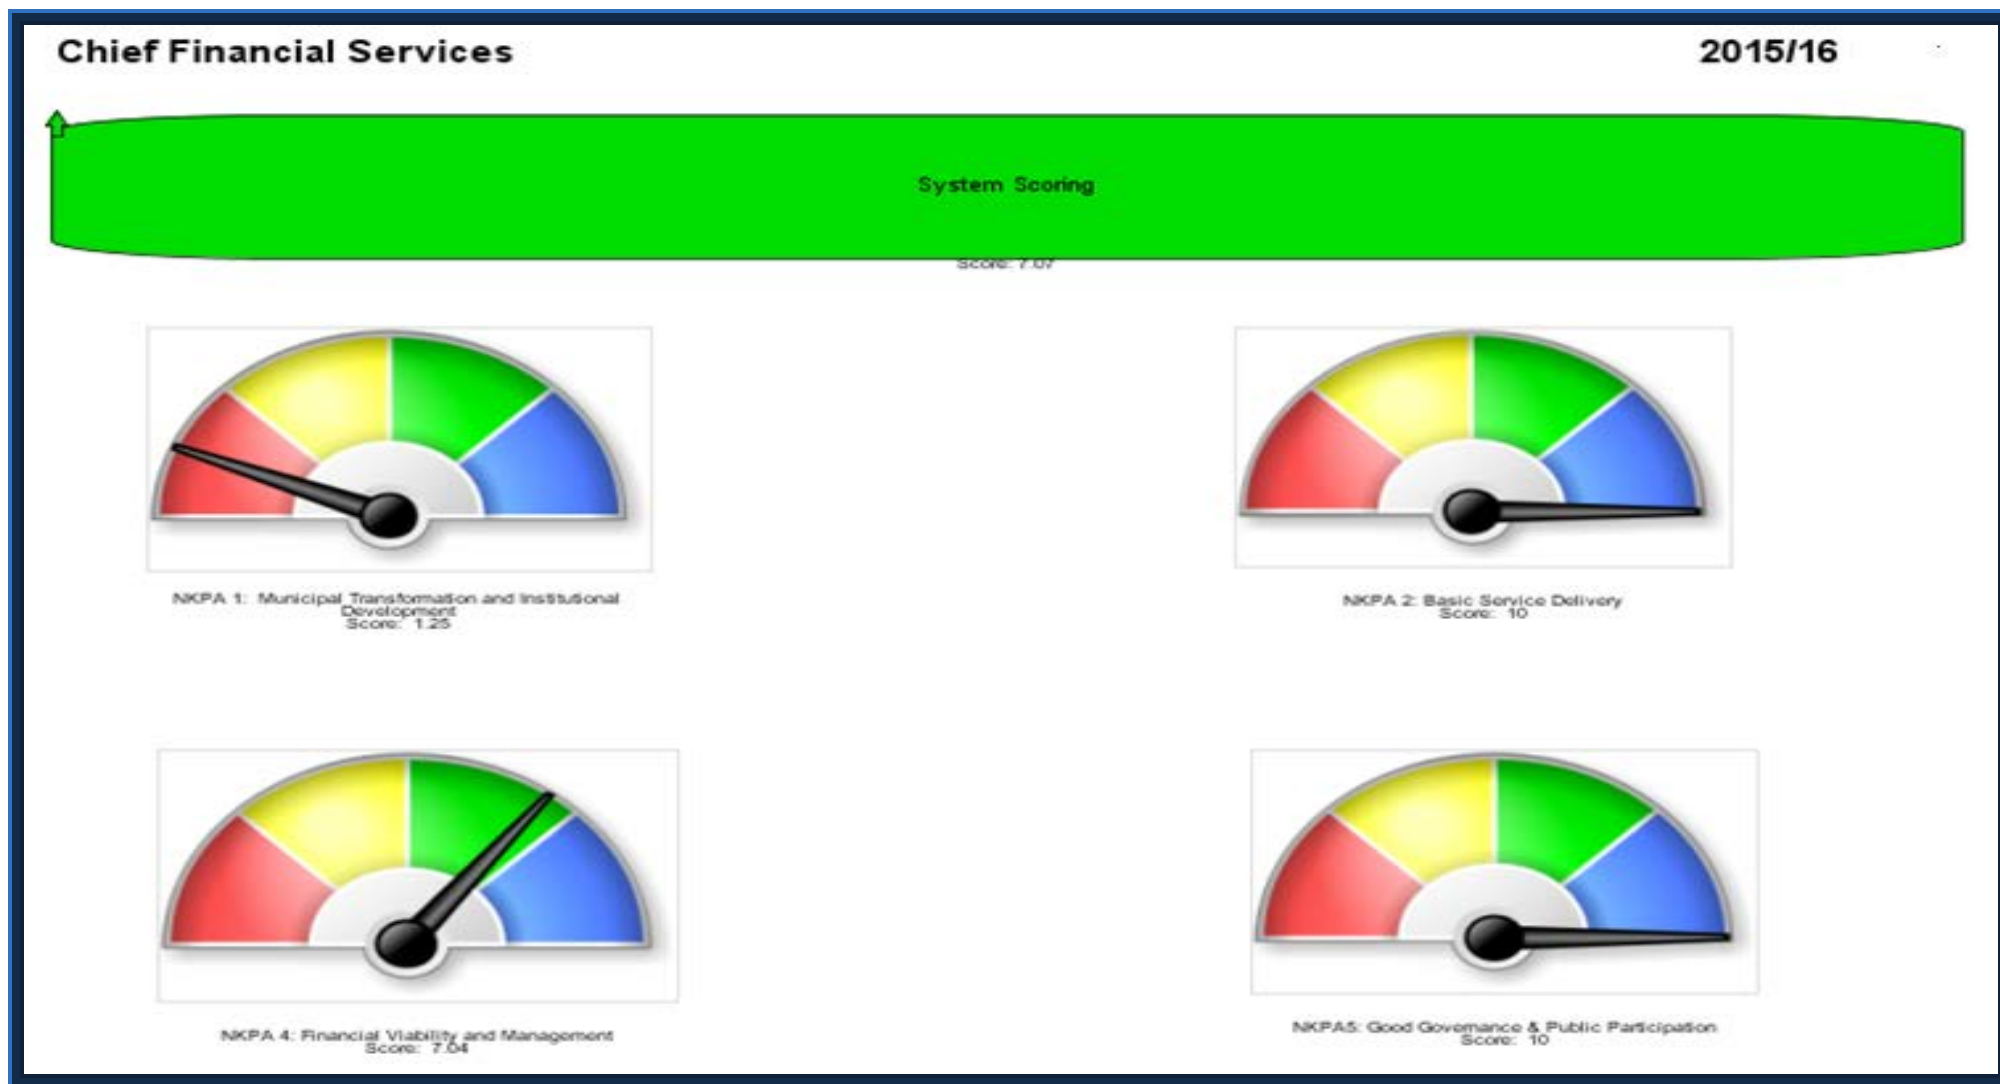 Chief Financial Services
2015/16
System Scoring
Score: 7.07
NKPA 1: Municipal Transformation and Institutional
Development
Score: 1.25
NKPA 2: Basic Service Delivery
Score: 10
NKPA 4: Financial Viability and Management
Score: 7.04
NKPA5: Good Governance & Public Participation
Score: 10